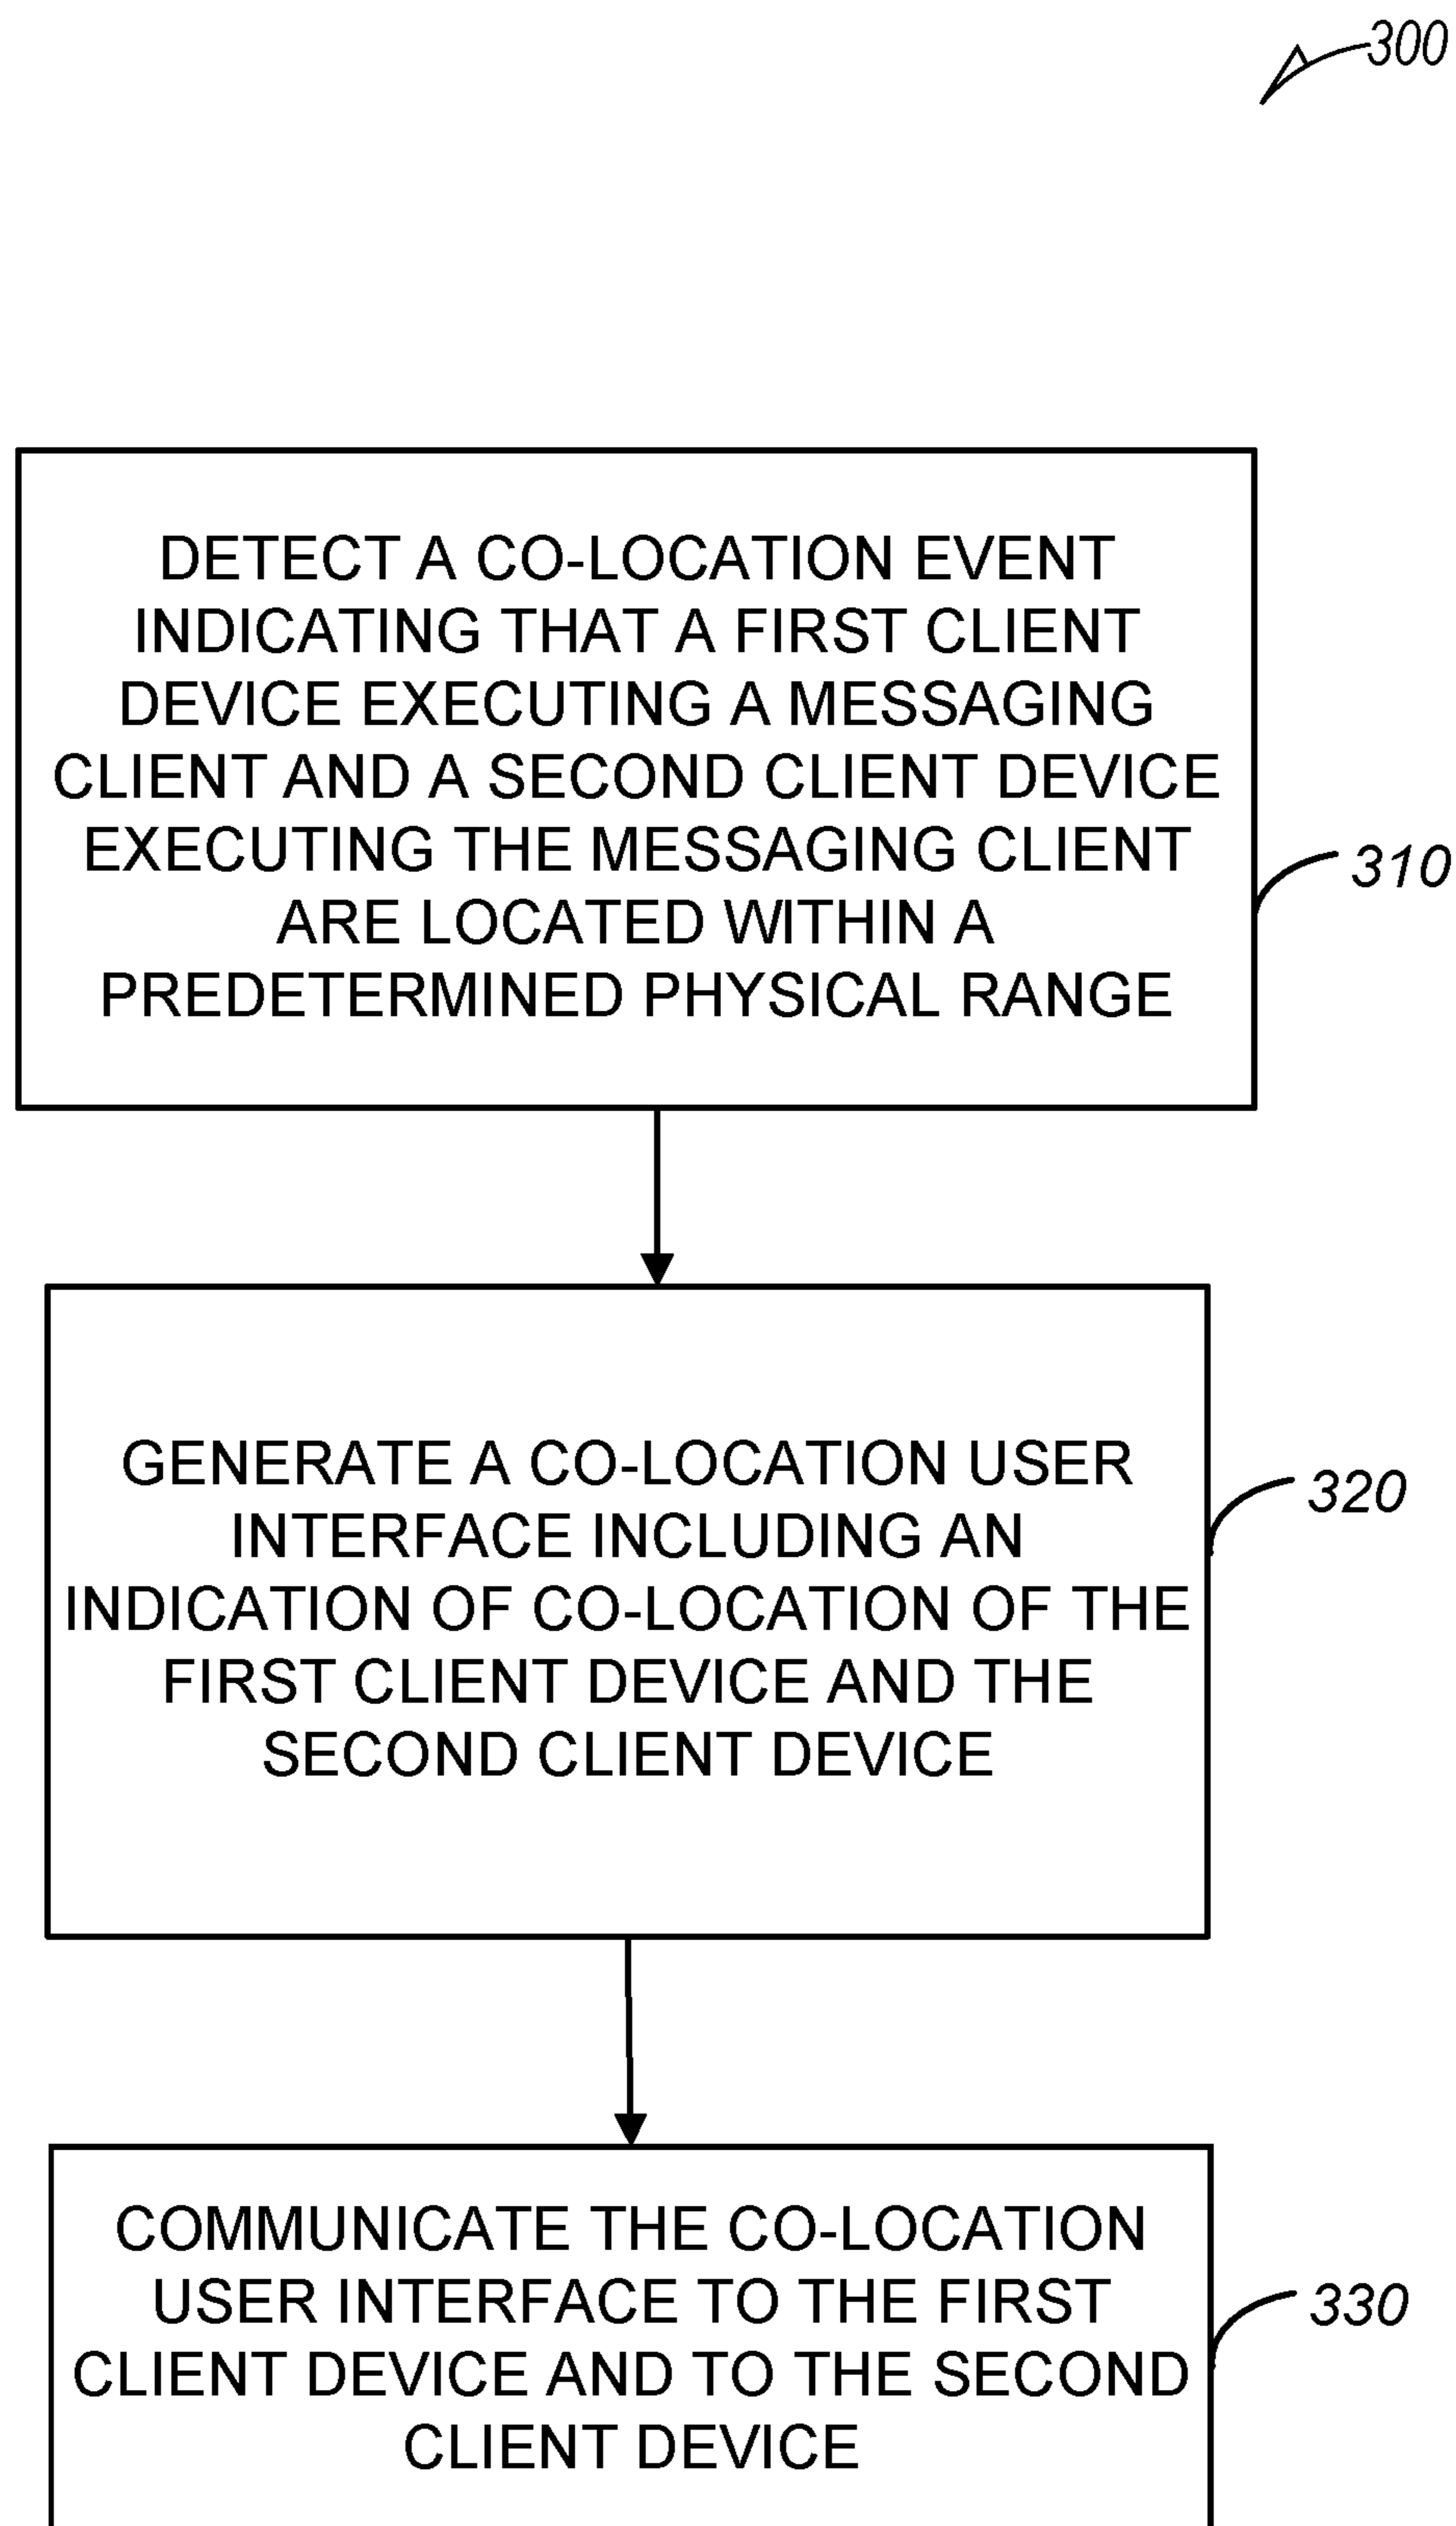 300
DETECT A CO-LOCATION EVENT
INDICATING THAT A FIRST CLIENT
DEVICE EXECUTING A MESSAGING
CLIENT AND A SECOND CLIENT DEVICE
EXECUTING THE MESSAGING CLIENT
ARE LOCATED WITHIN A
PREDETERMINED PHYSICAL RANGE
310
GENERATE A CO-LOCATION USER
INTERFACE INCLUDING AN
INDICATION OF CO-LOCATION OF THE
FIRST CLIENT DEVICE AND THE
SECOND CLIENT DEVICE
320
COMMUNICATE THE CO-LOCATION
USER INTERFACE TO THE FIRST
CLIENT DEVICE AND TO THE SECOND
CLIENT DEVICE
330